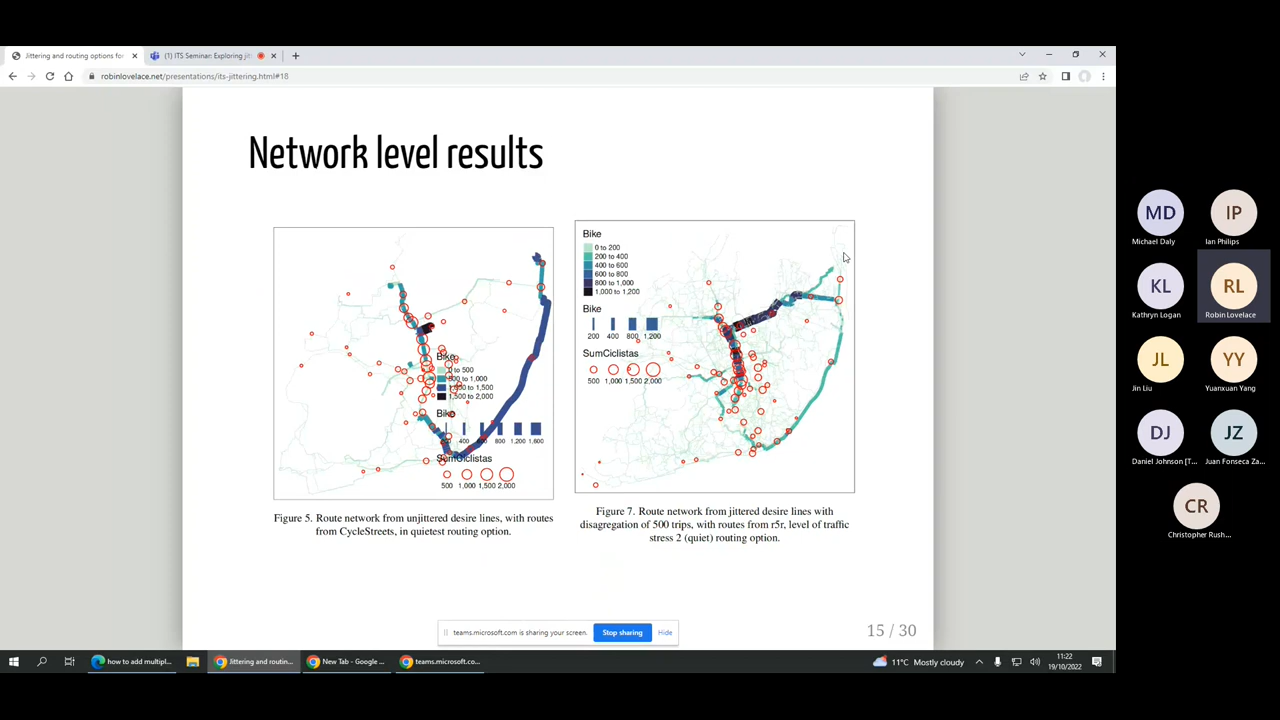 Jittering and routing options for
(1) ITS Seminar: Exploring jit
robinlovelace.net/presentations/its-jittering.html#18
Network level results
Bike
0 to 500
500 to 1,000
1,000 to 1,500
1,500 to 2,000
Bike
400
600
800
1,200
1,600
SumCiclistas
500
1,000
1,500
2,000
Bike
0 to 200
200 to 400
400 to 600
600 to 800
800 to 1,000
1,000 to 1,200
Bike
200
400
800
1,200
SumCiclistas
500
1,000
1,500
2,000
Figure 5. Route network from unjittered desire lines, with routes
from CycleStreets, in quietest routing option.
Figure 7. Route network from jittered desire lines with
disagregation of 500 trips, with routes from r5r, level of traffic
stress 2 (quiet) routing option.
teams.microsoft.com is sharing your screen.
Stop sharing
Hide
15 / 30
how to add multipl...
Jittering and routin...
New Tab - Google ...
teams.microsoft.co...
11°C Mostly cloudy
11:22
19/10/2022
MD
Michael Daly
IP
Ian Philips
KL
Kathryn Logan
RL
Robin Lovelace
JL
Jin Liu
YY
Yuanxuan Yang
DJ
Daniel Johnson [T...
JZ
Juan Fonseca Za...
CR
Christopher Rush...